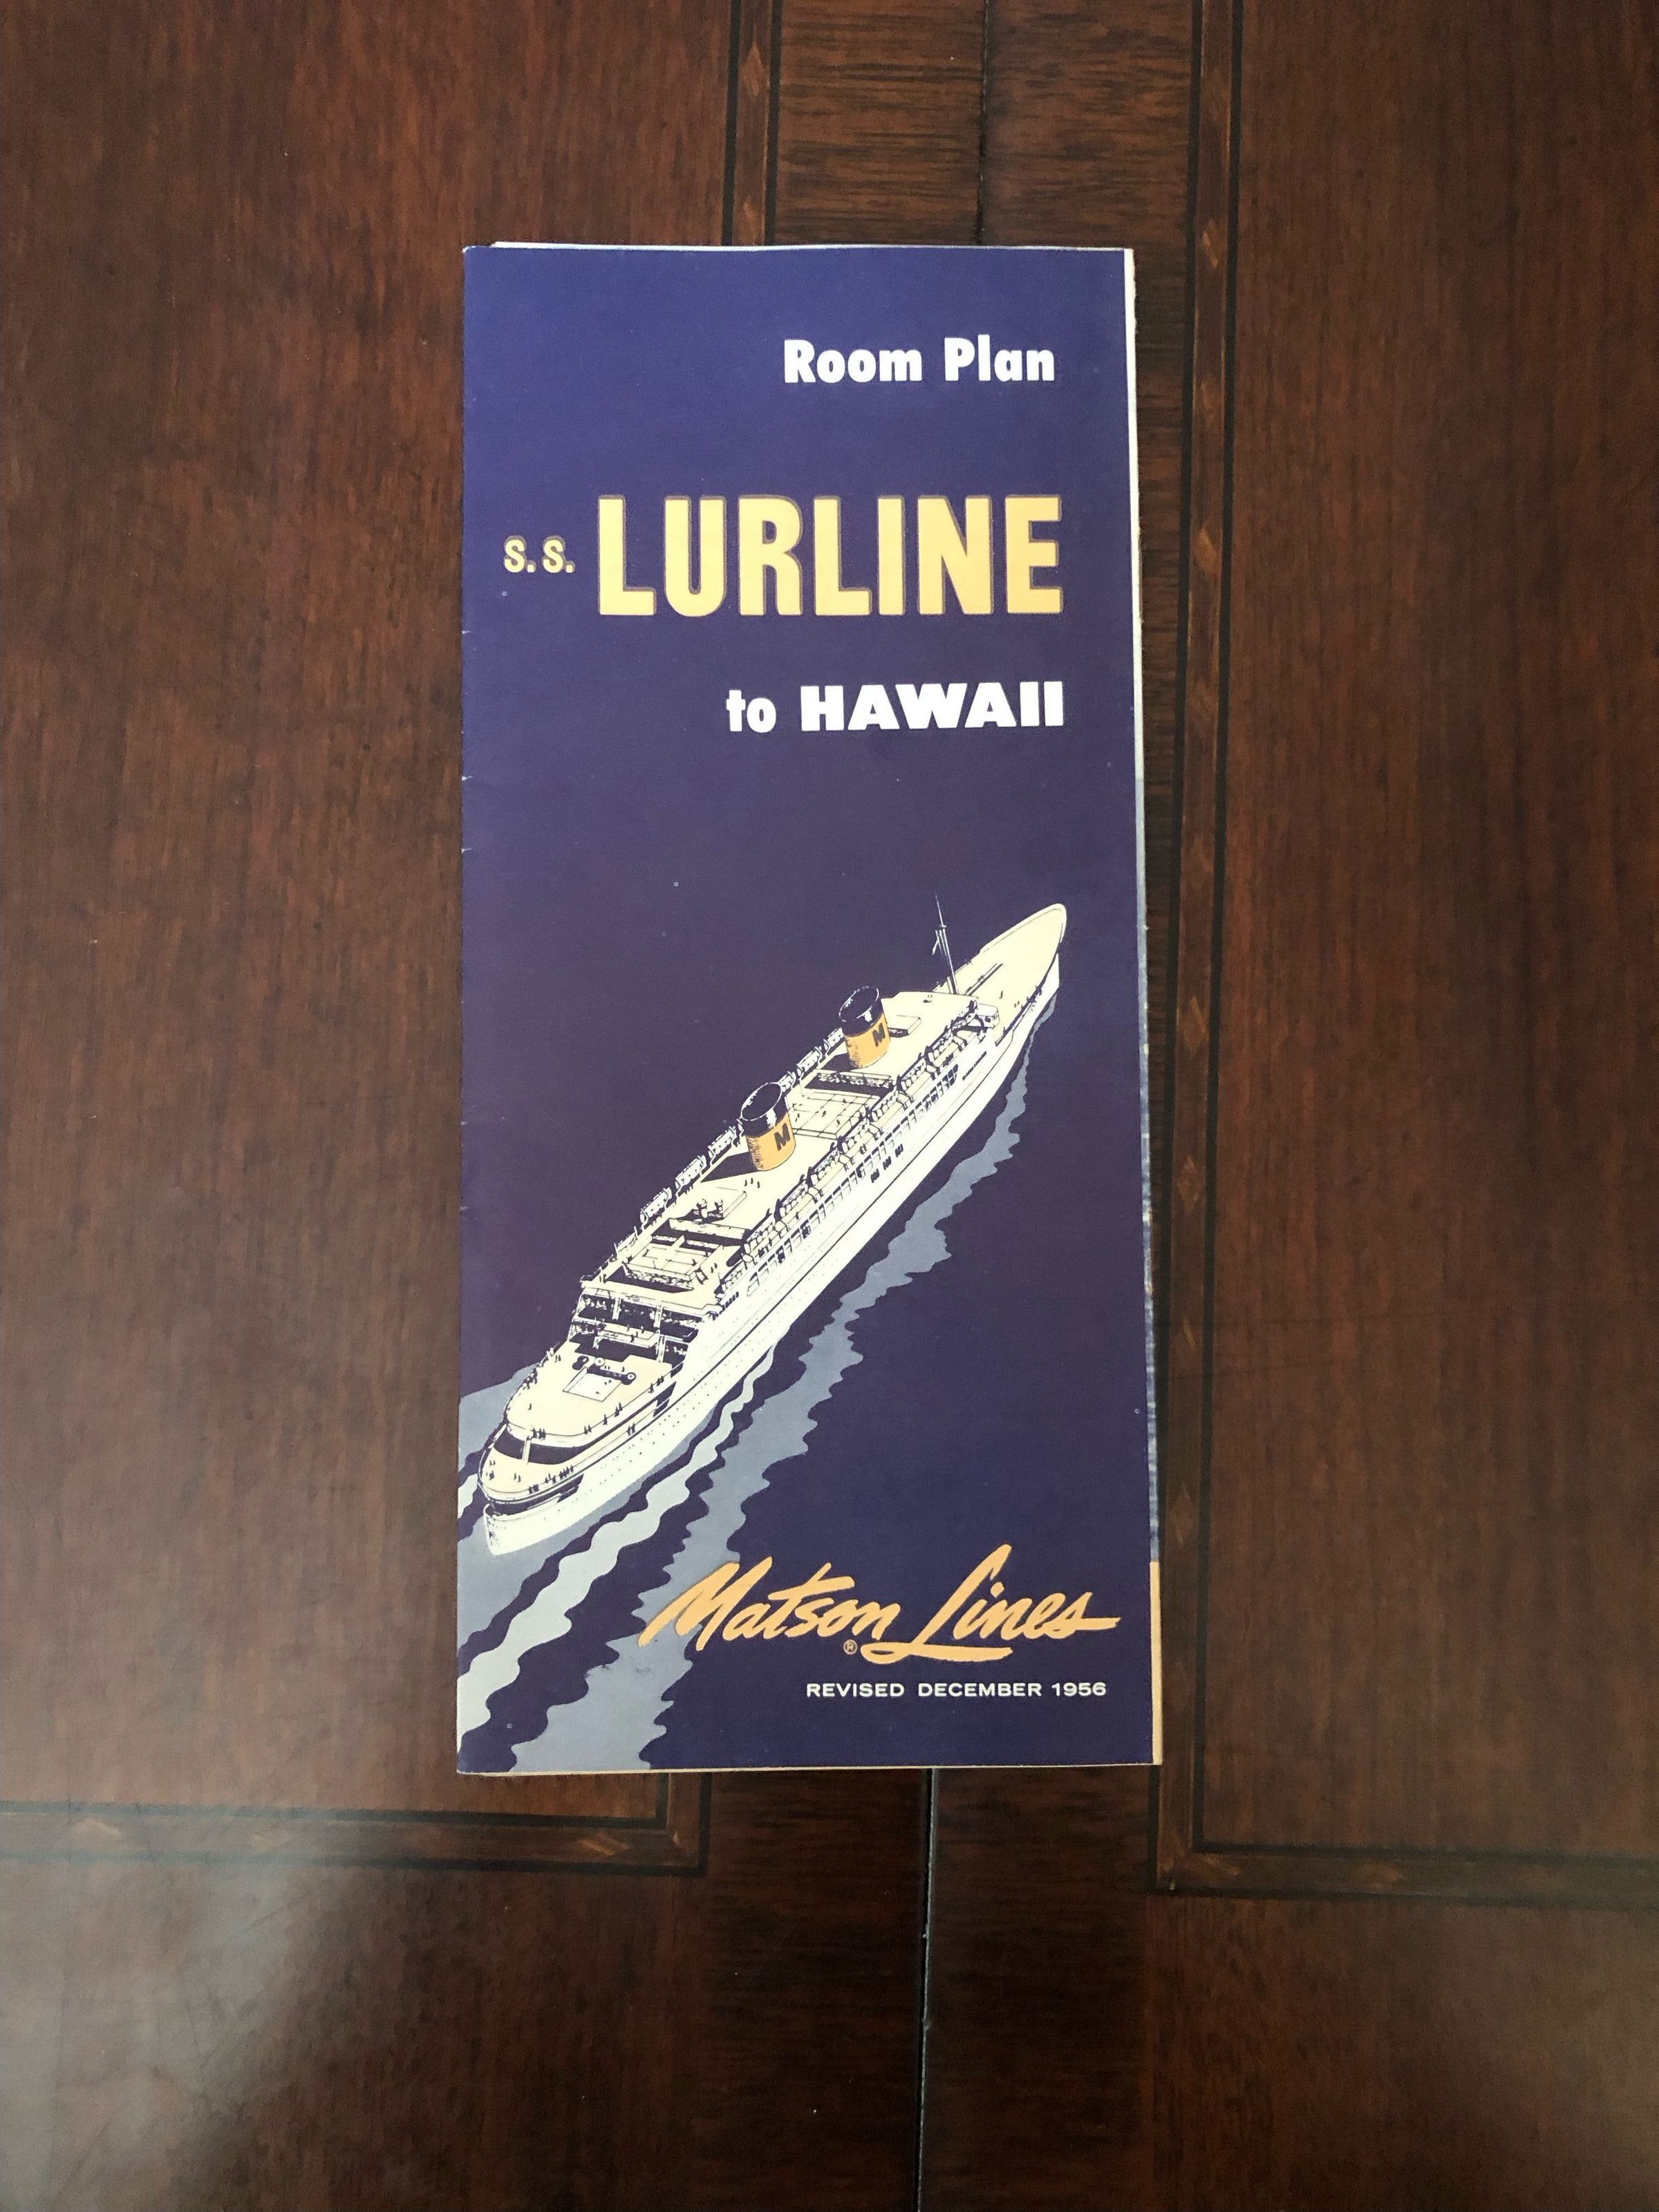 Room Plan
s.s. LURLINE
to HAWAII
M
M
Matson Lines
®
REVISED DECEMBER 1956